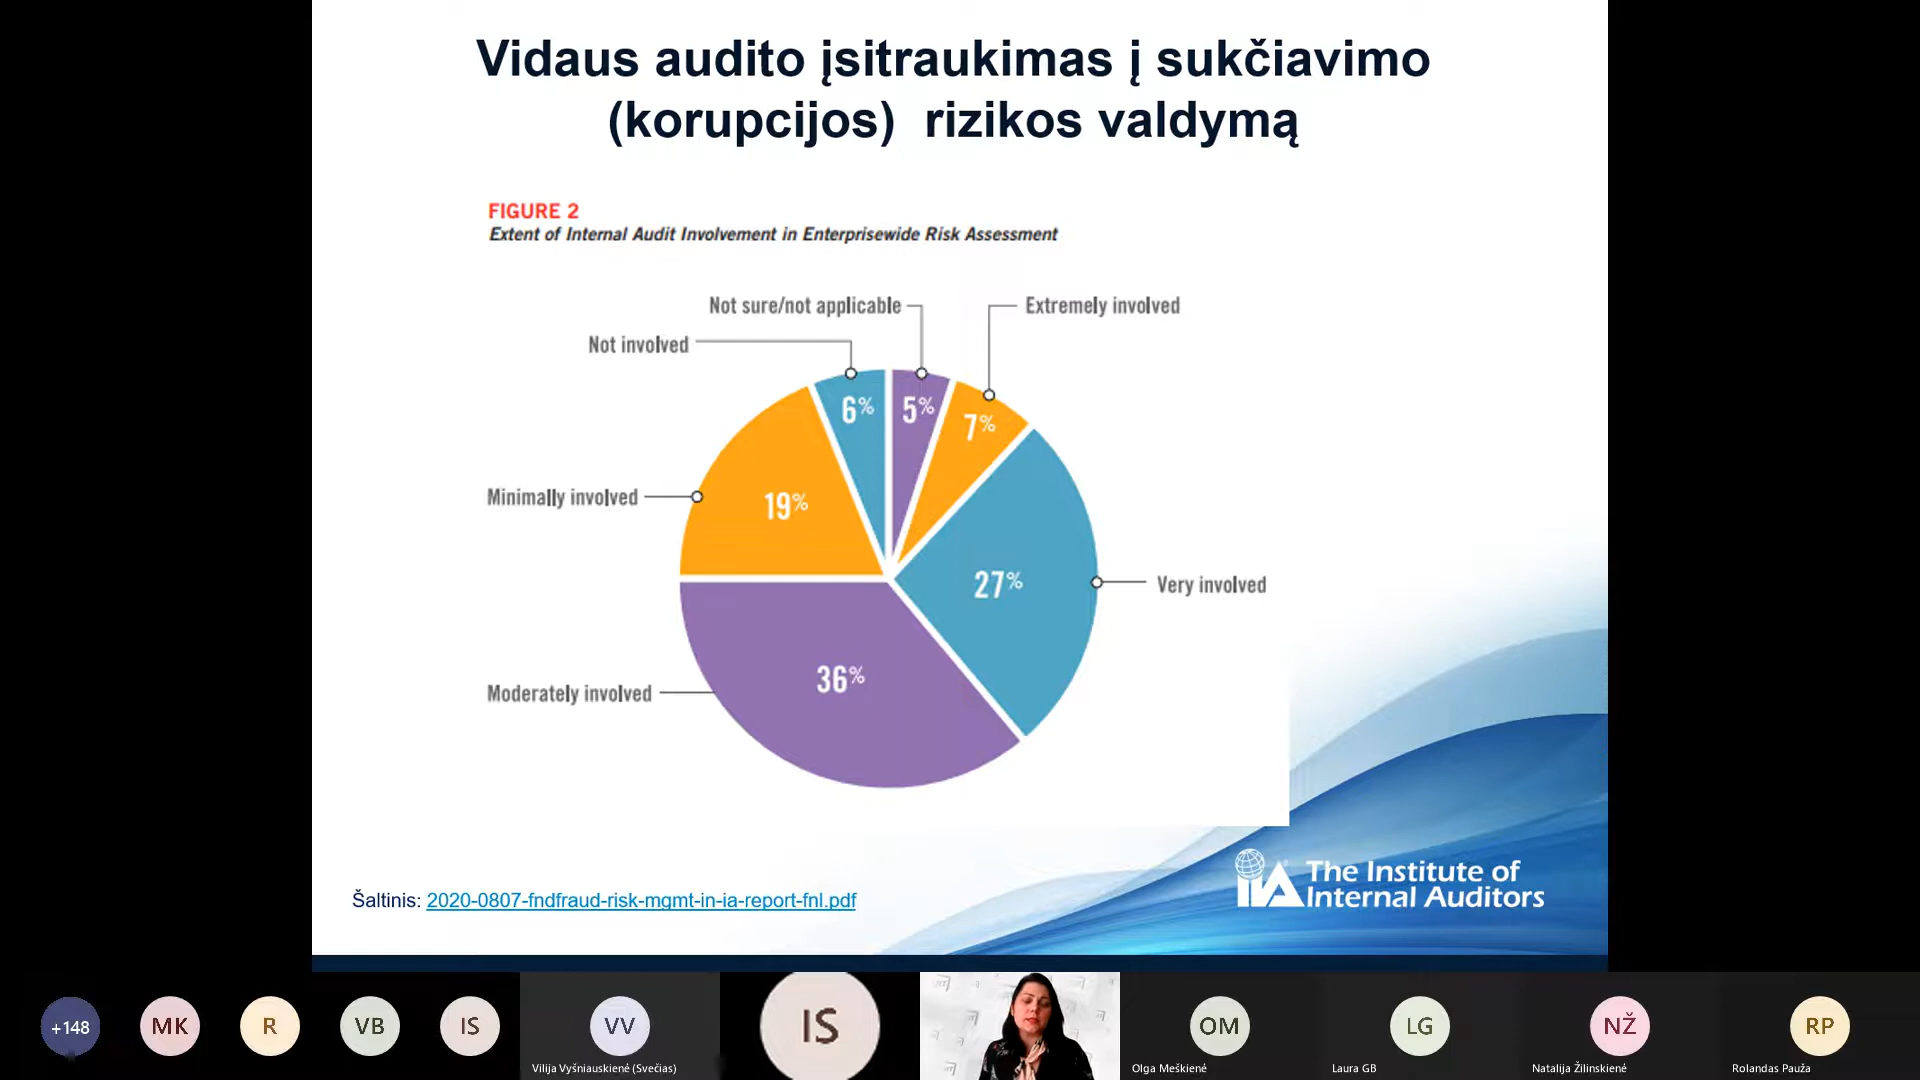 Vidaus audito įsitraukimas į sukčiavimo
(korupcijos)  rizikos valdymą
FIGURE 2
Extent of Internal Audit Involvement in Enterprisewide Risk Assessment
Not sure/not applicable
Extremely involved
Not involved
6%
5%
7%
Minimally involved
19%
27%
Very involved
36%
Moderately involved
The Institute of
Internal Auditors
IIA
Šaltinis: 2020-0807-fndfraud-risk-mgmt-in-ia-report-fnl.pdf
+148
MK
R
VB
IS
VV
IS
OM
LG
NŽ
RP
Vilija Vyšniauskienė (Svečias)
Olga Meškienė
Laura GB
Natalija Žilinskienė
Rolandas Pauža